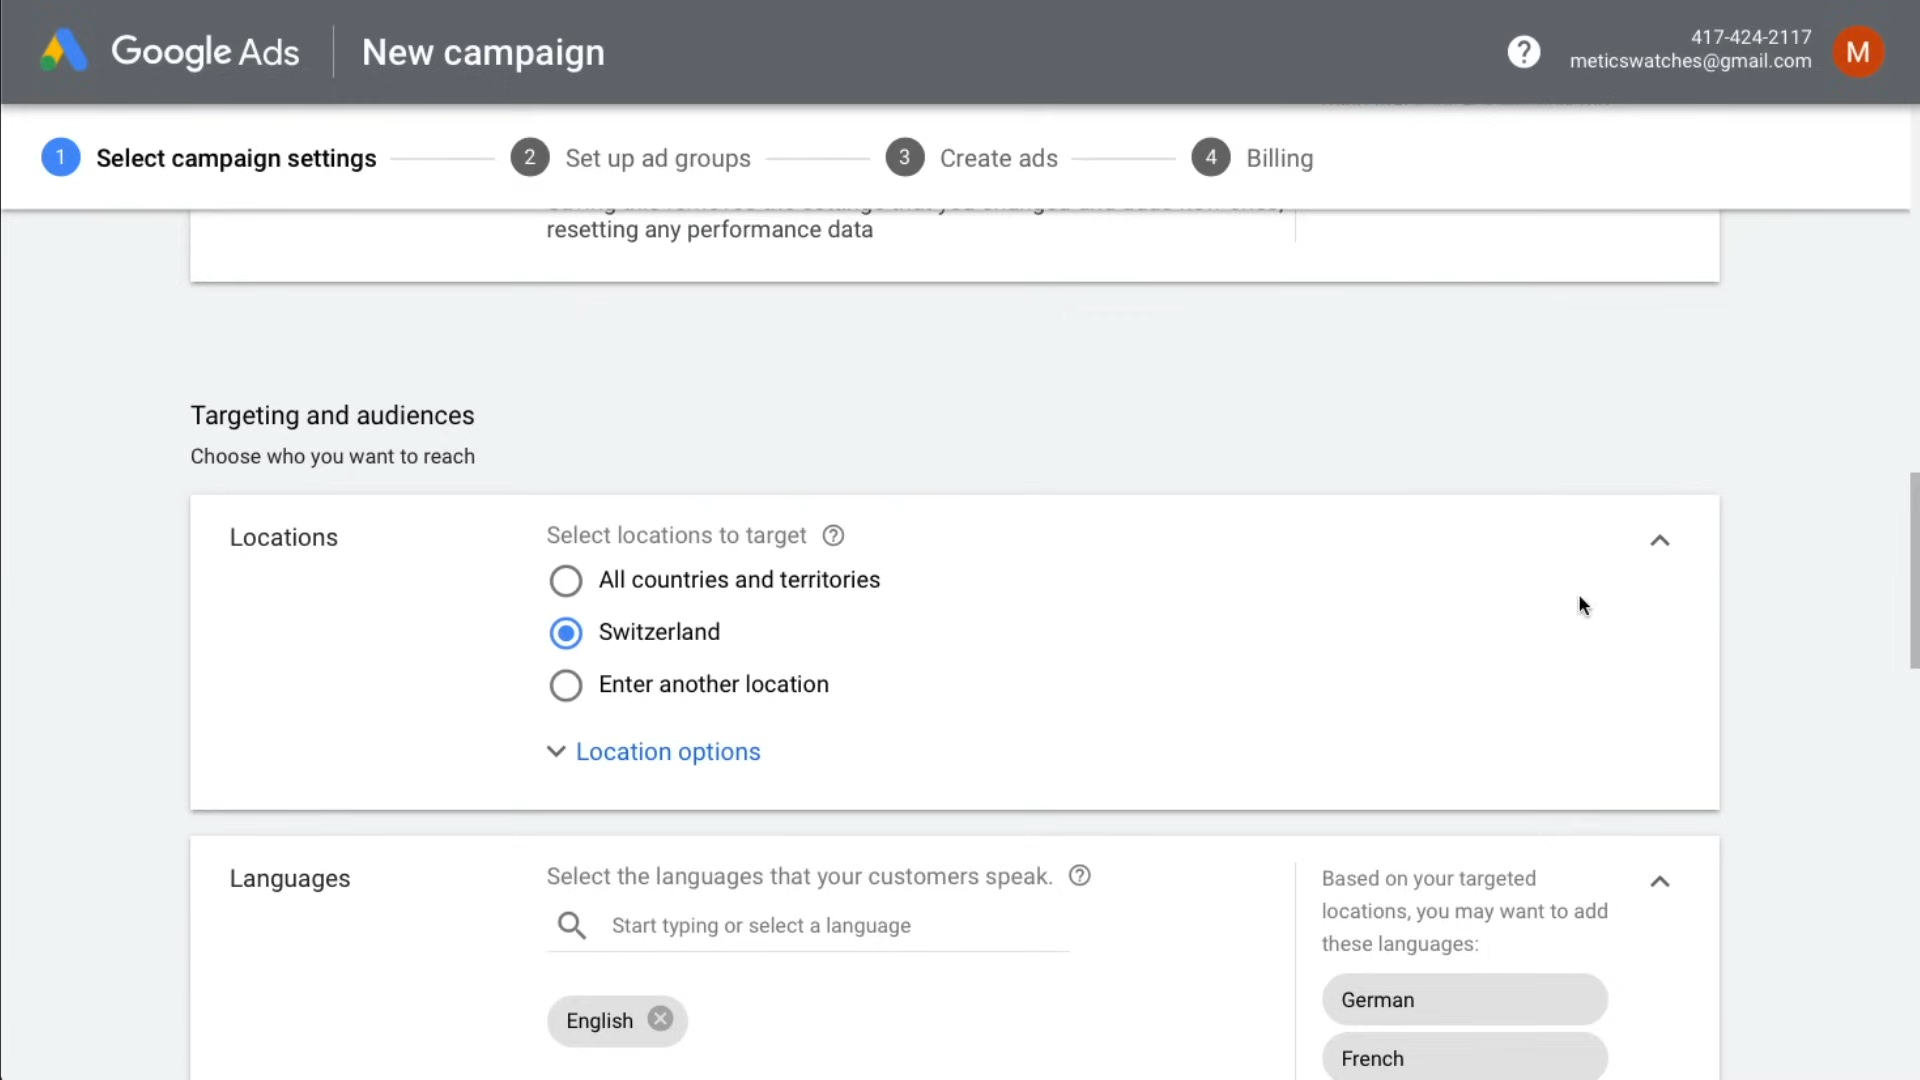 Google Ads
New campaign
?
417-424-2117
meticswatches@gmail.com
M
1 Select campaign settings
2 Set up ad groups
3 Create ads
4 Billing
resetting any performance data
Targeting and audiences
Choose who you want to reach
Locations
Select locations to target ?
All countries and territories
Switzerland
Enter another location
Location options
Languages
Select the languages that your customers speak. ?
Start typing or select a language
English
Based on your targeted
locations, you may want to add
these languages:
German
French